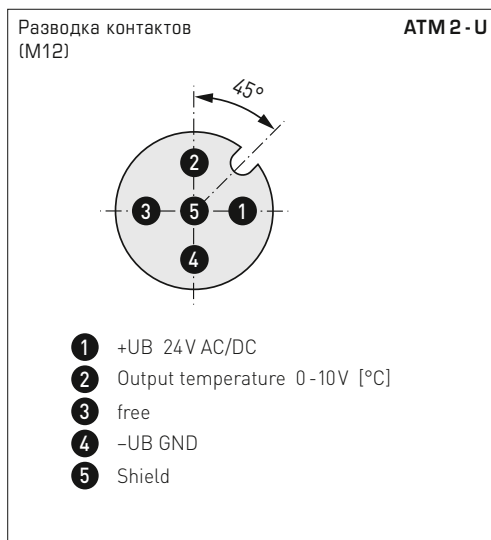 Разводка контактов ATM 2 - U
(M12)
45°
2
3 5 1
4
1 +UB 24V AC/DC
2 Output temperature 0 -10V [°C]
3 free
4 –UB GND
5 Shield